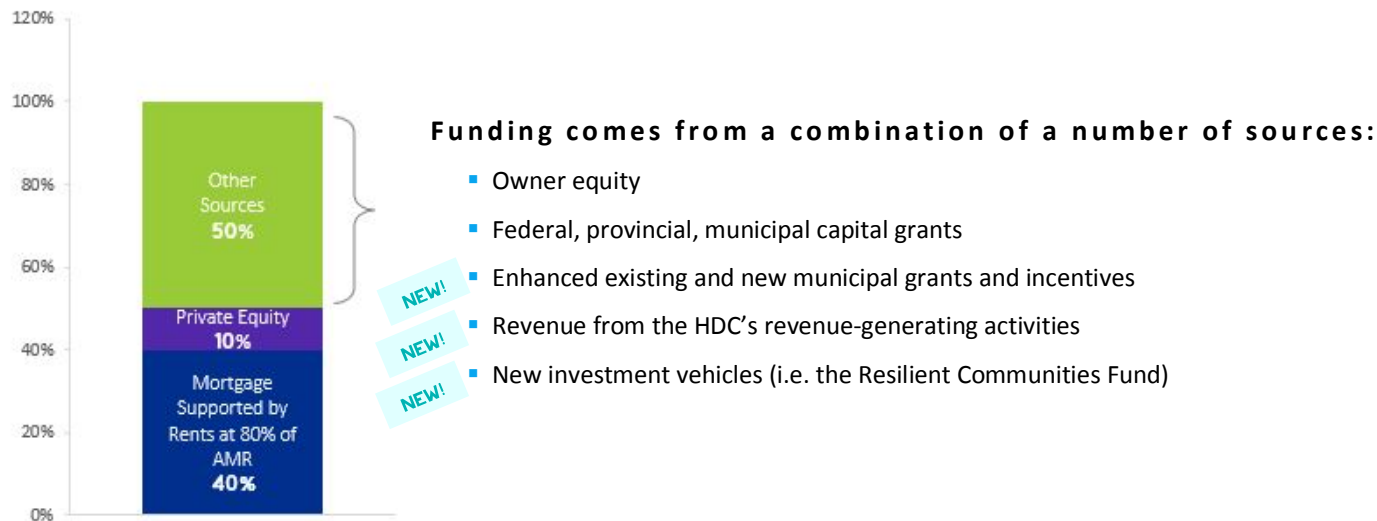 120%
100%
80%
60%
40%
20%
0%
Other
Sources
50%
Private Equity
10%
Mortgage
Supported by
Rents at 80% of
AMR
40%
Funding comes from a combination of a number of sources:
▪ Owner equity
▪ Federal, provincial, municipal capital grants
NEW! ▪ Enhanced existing and new municipal grants and incentives
NEW! ▪ Revenue from the HDC’s revenue-generating activities
NEW! ▪ New investment vehicles (i.e. the Resilient Communities Fund)